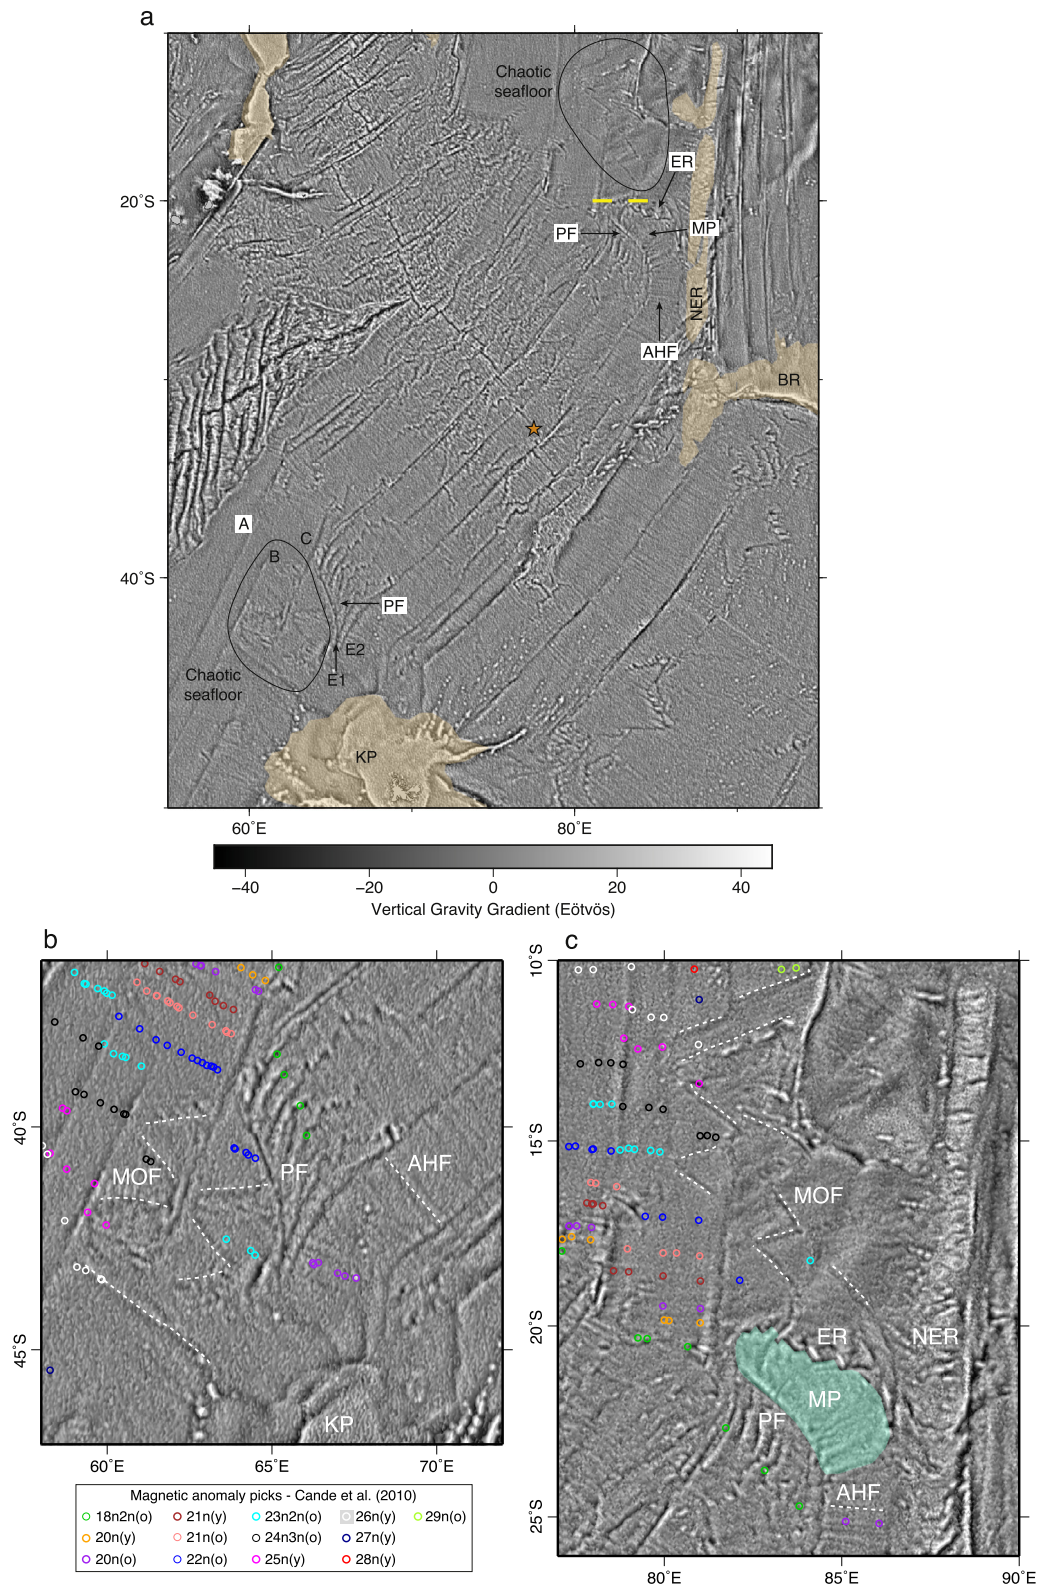 a
Chaotic
seafloor
ER
20°S
PF
MP
NER
AHF
BR
A
C
B
40°S
PF
E2
Chaotic
seafloor
E1
KP
60°E
80°E
−40
−20
0
20
40
Vertical Gravity Gradient (Eötvös)
b
40°S
45°S
MOF
PF
AHF
KP
60°E
65°E
70°E
c
10°S
15°S
20°S
25°S
MOF
ER
NER
MP
PF
AHF
80°E
85°E
90°E
Magnetic anomaly picks - Cande et al. (2010)
18n2n(o) 21n(y) 23n2n(o) 26n(y) 29n(o)
20n(y) 21n(o) 24n3n(o) 27n(y)
20n(o) 22n(o) 25n(y) 28n(y)